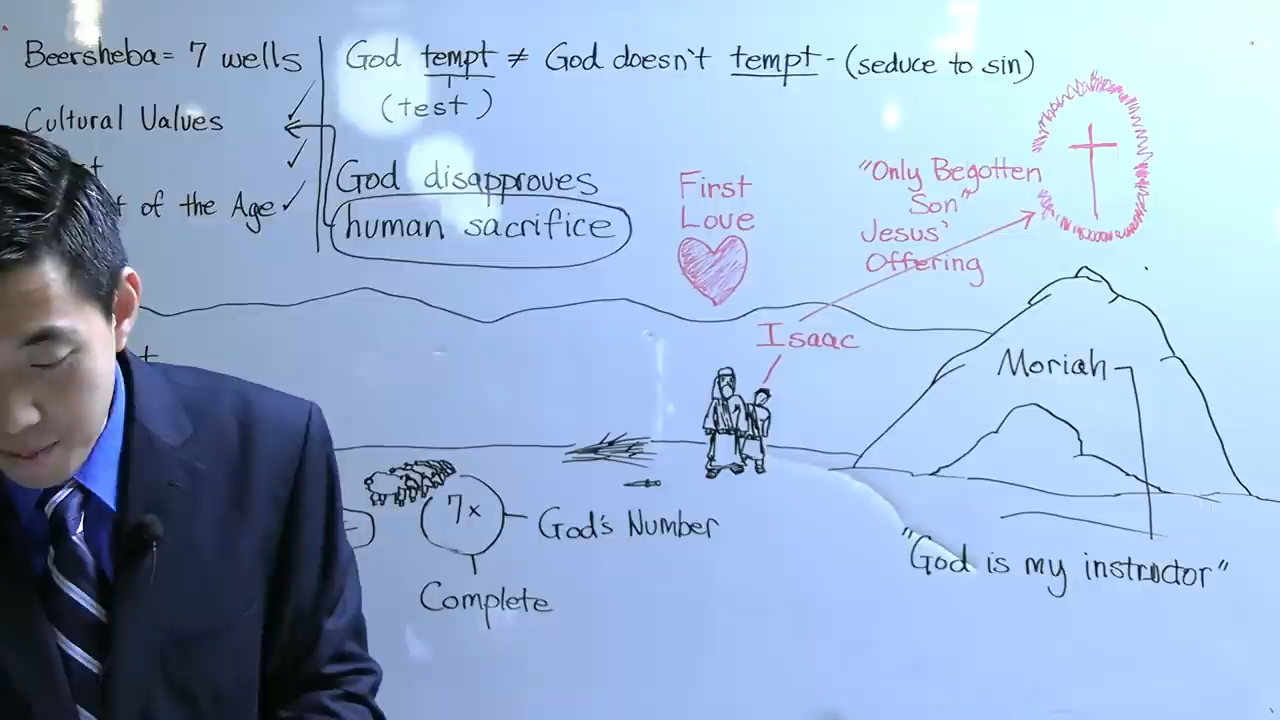 Beersheba = 7 wells
God tempt ≠ God doesn't tempt - (seduce to sin)
(test)
Cultural Values
God disapproves
human sacrifice
of the Age
First
Love
"Only Begotten
Son"
Jesus'
Offering
Isaac
Moriah
7x
God's Number
Complete
"God is my instructor"